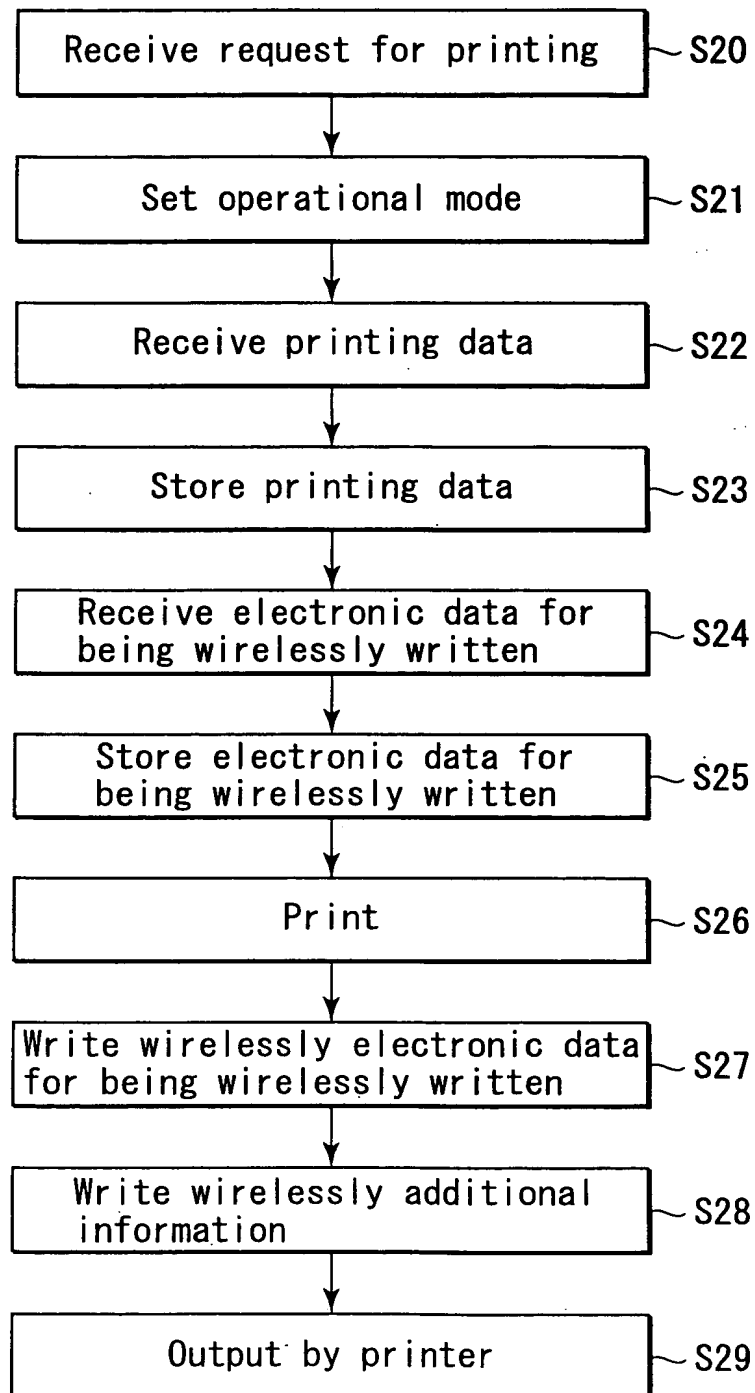 Receive request for printing
S20
Set operational mode
S21
Receive printing data
S22
Store printing data
S23
Receive electronic data for
being wirelessly written
S24
Store electronic data for
being wirelessly written
S25
Print
S26
Write wirelessly electronic data
for being wirelessly written
S27
Write wirelessly additional
information
S28
Output by printer
S29